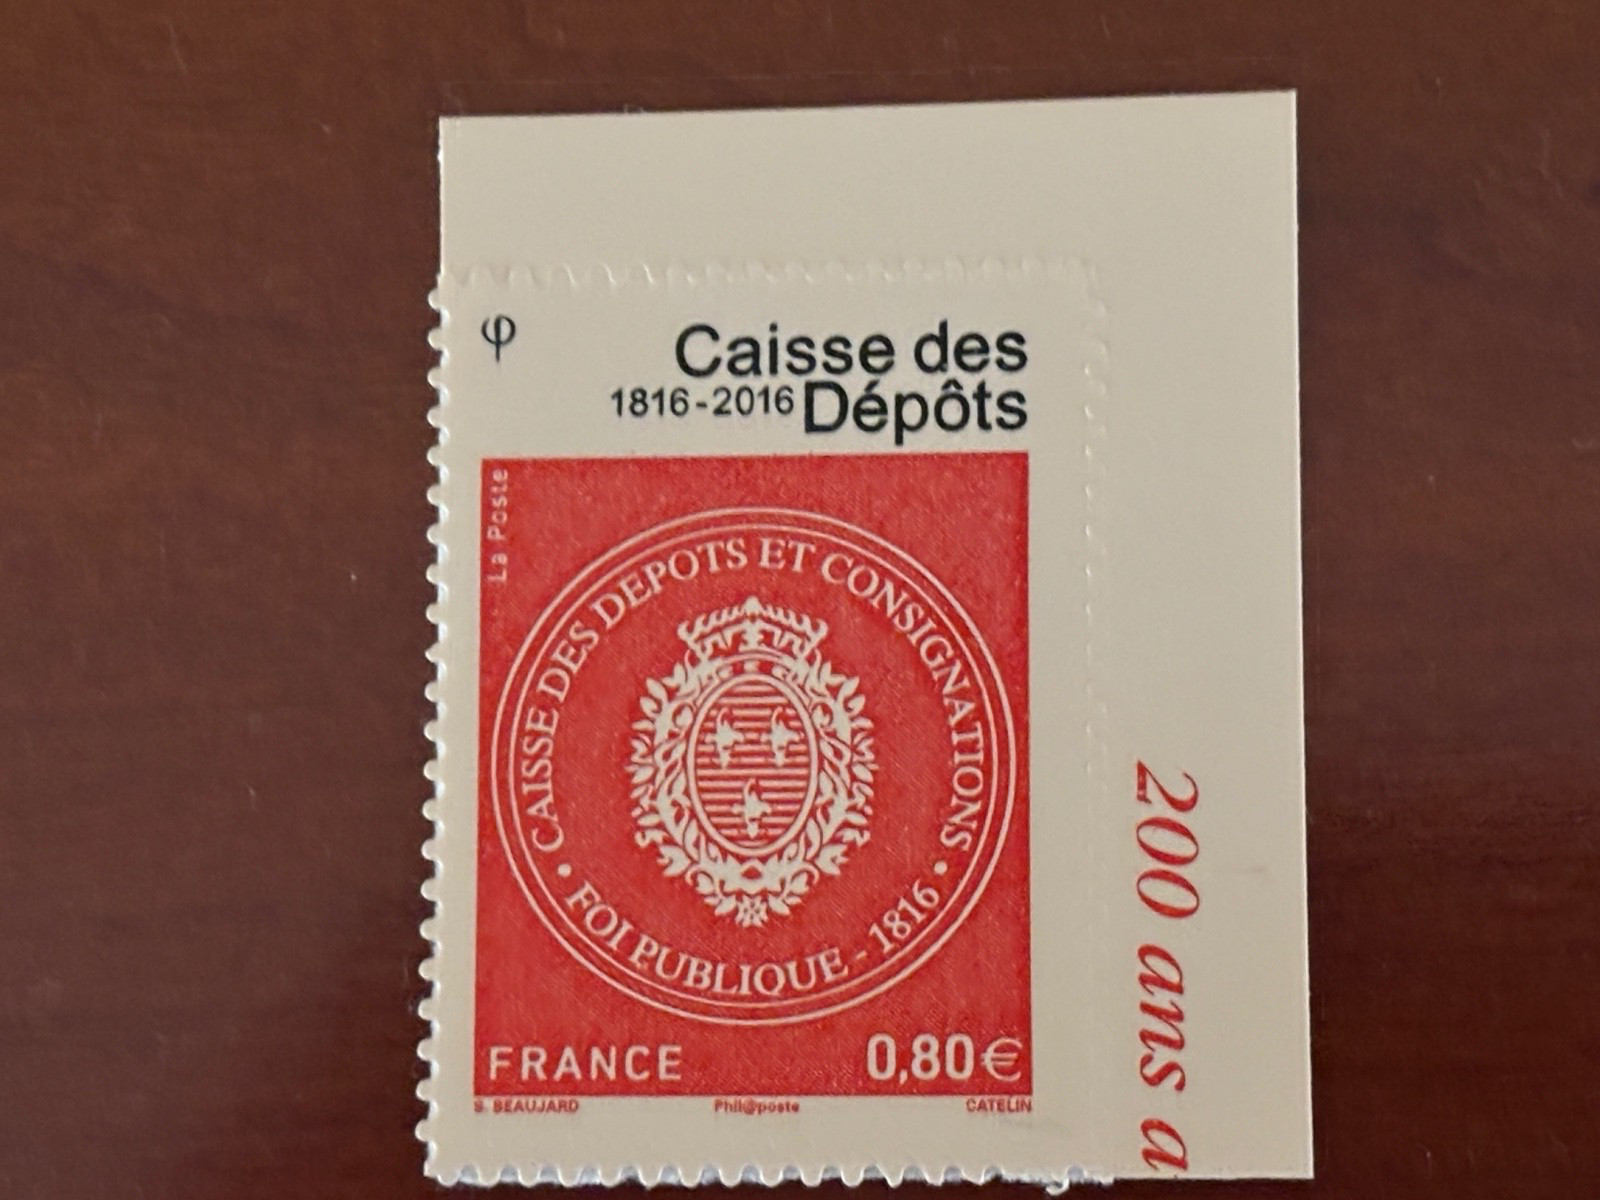 φ
Caisse des
1816-2016 Dépôts
La Poste
CAISSE DES DEPOTS ET CONSIGNATIONS
• FOI PUBLIQUE - 1816 •
FRANCE 0,80€
S. BEAUJARD Phil@poste CATELIN
200 ans a